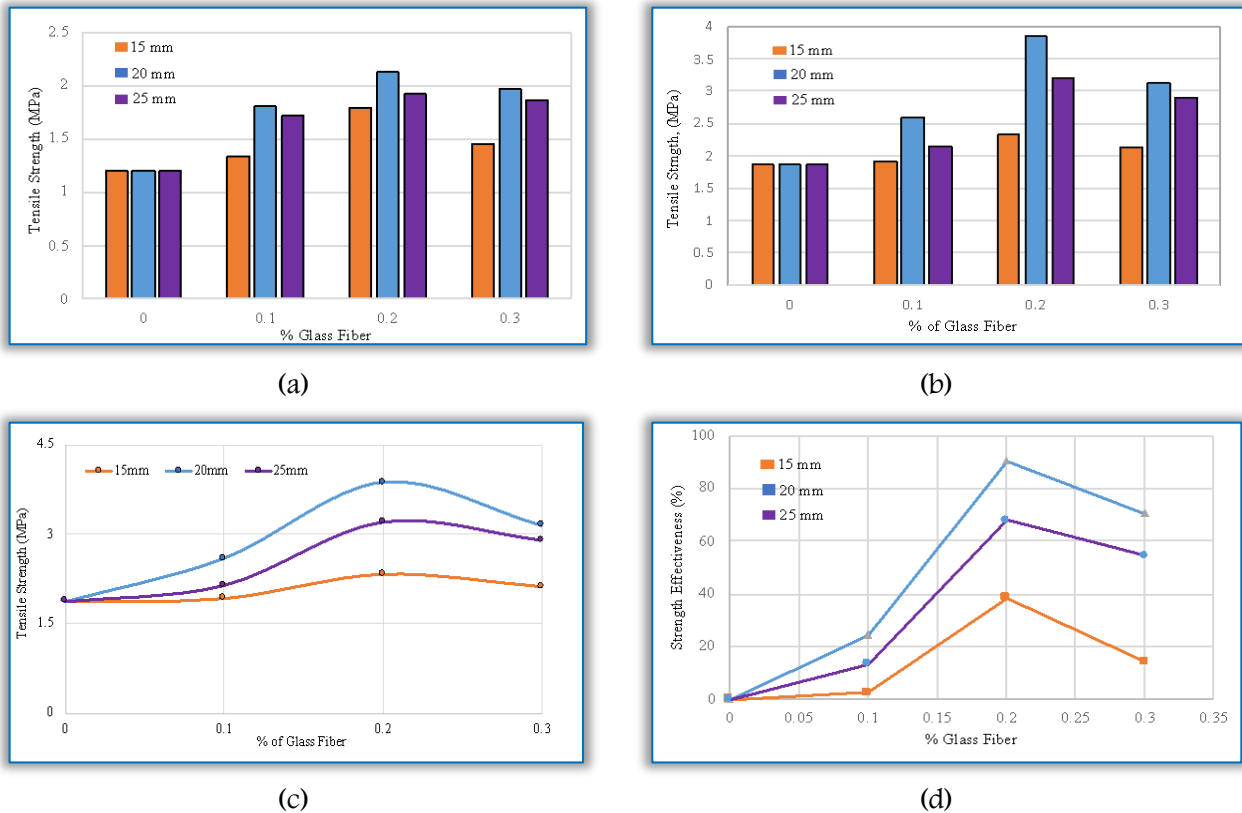 2.5
2
1.5
1
0.5
0
Tensile Strength (MPa)
15 mm
20 mm
25 mm
0 0.1 0.2 0.3
% Glass Fiber
(a)
4
3.5
3
2.5
2
1.5
1
0.5
0
Tensile Strength, (MPa)
15 mm
20 mm
25 mm
0 0.1 0.2 0.3
% of Glass Fiber
(b)
4.5
3
1.5
0
Tensile Strength (MPa)
15mm 20mm 25mm
0 0.1 0.2 0.3
% of Glass Fiber
(c)
100
80
60
40
20
0
Strength Effectiveness (%)
15 mm
20 mm
25 mm
0 0.05 0.1 0.15 0.2 0.25 0.3 0.35
% Glass Fiber
(d)